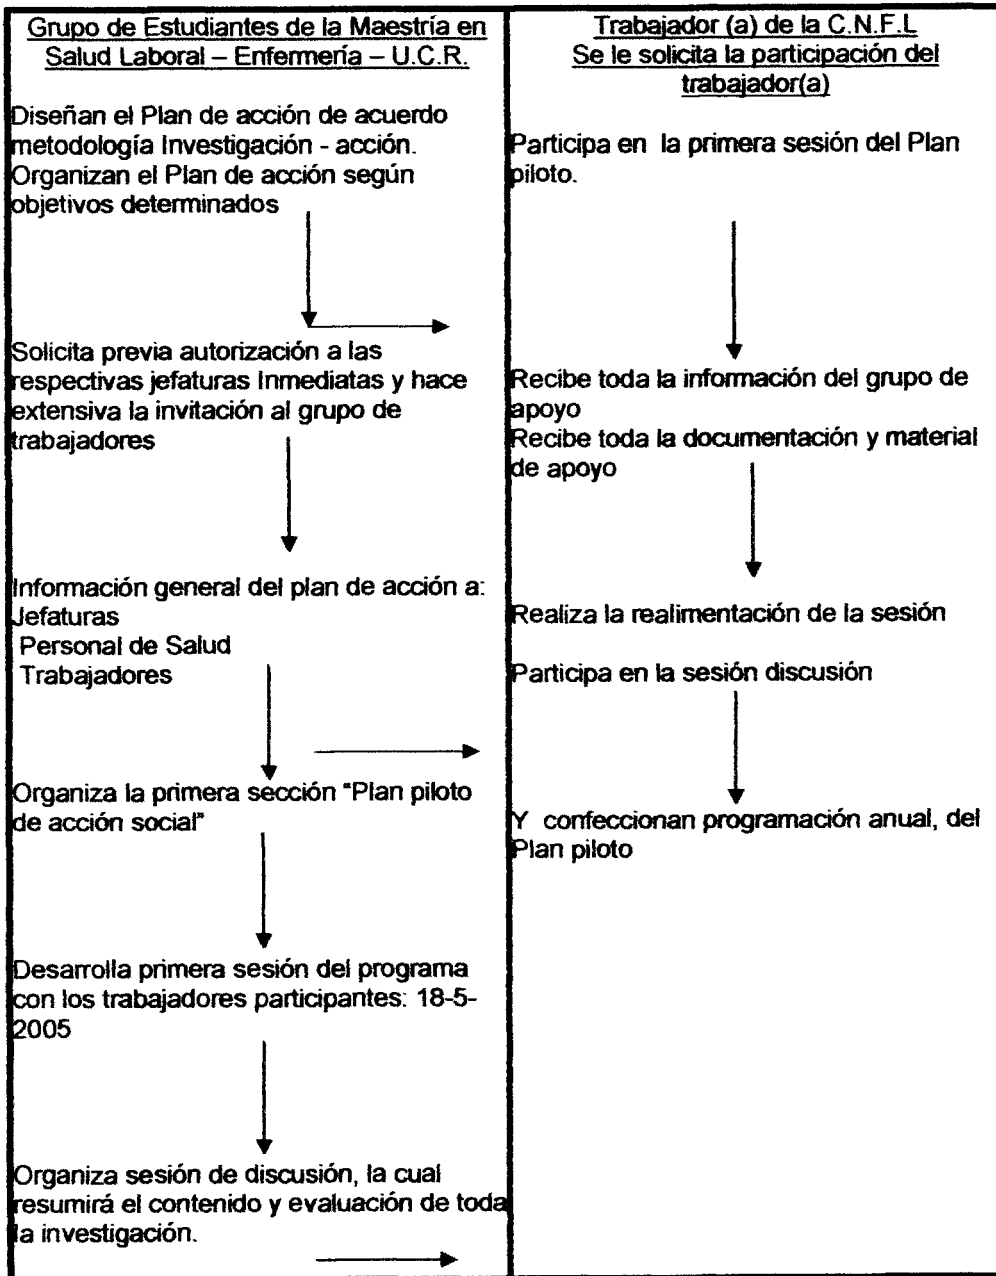 Grupo de Estudiantes de la Maestría en
Salud Laboral – Enfermería – U.C.R.
Diseñan el Plan de acción de acuerdo
metodología Investigación - acción.
Organizan el Plan de acción según
objetivos determinados
Solicita previa autorización a las
respectivas jefaturas Inmediatas y hace
extensiva la invitación al grupo de
trabajadores
Información general del plan de acción a:
Jefaturas
Personal de Salud
Trabajadores
Organiza la primera sección "Plan piloto
de acción social"
Desarrolla primera sesión del programa
con los trabajadores participantes: 18-5-
2005
Organiza sesión de discusión, la cual
resumirá el contenido y evaluación de toda
la investigación.
Trabajador (a) de la C.N.F.L
Se le solicita la participación del
trabajador(a)
Participa en la primera sesión del Plan
piloto.
Recibe toda la información del grupo de
apoyo
Recibe toda la documentación y material
de apoyo
Realiza la realimentación de la sesión
Participa en la sesión discusión
Y confeccionan programación anual, del
Plan piloto